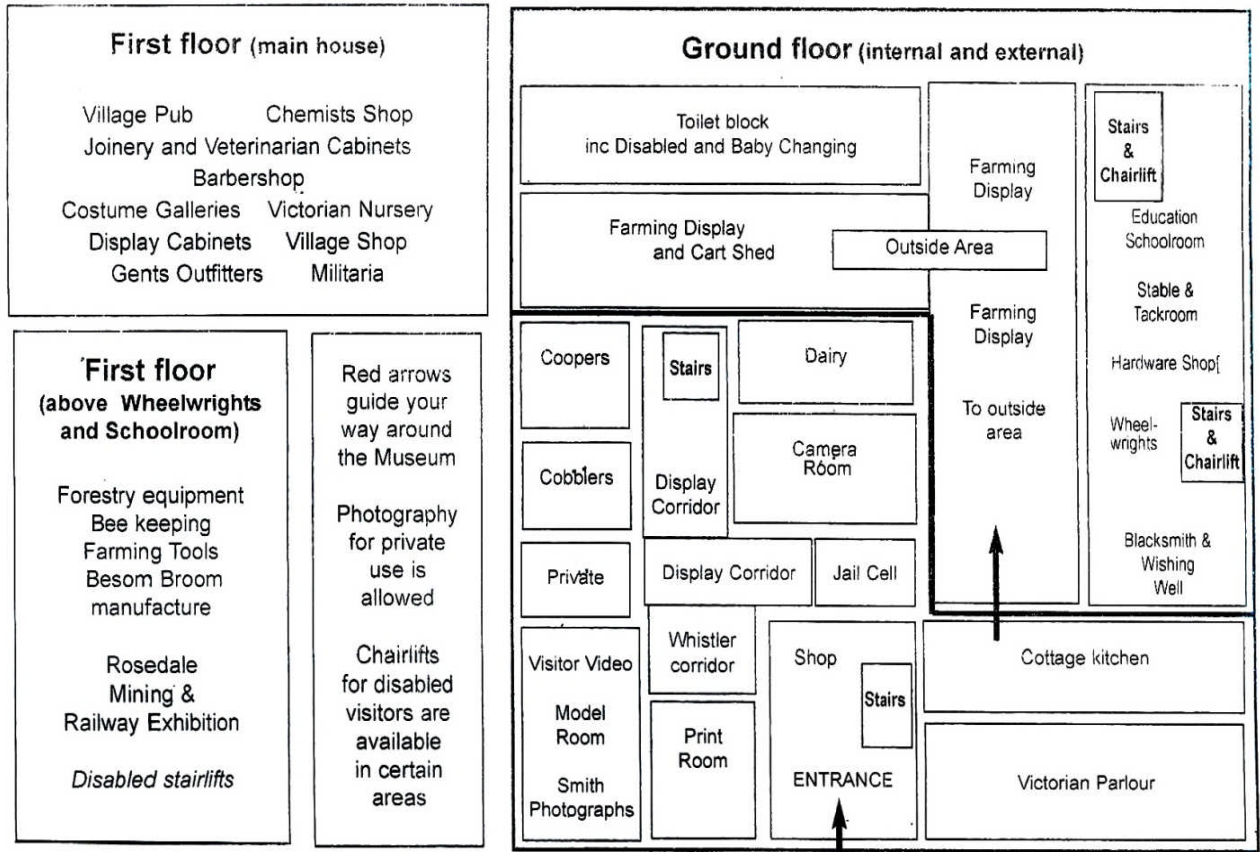 First floor (main house)
Village Pub Chemists Shop
Joinery and Veterinarian Cabinets
Barbershop
Costume Galleries Victorian Nursery
Display Cabinets Village Shop
Gents Outfitters Militaria
First floor
(above Wheelwrights
and Schoolroom)
Forestry equipment
Bee keeping
Farming Tools
Besom Broom
manufacture
Rosedale
Mining &
Railway Exhibition
Disabled stairlifts
Red arrows
guide your
way around
the Museum
Photography
for private
use is
allowed
Chairlifts
for disabled
visitors are
available
in certain
areas
Ground floor (internal and external)
Toilet block
inc Disabled and Baby Changing
Farming Display
and Cart Shed
Outside Area
Farming
Display
Farming
Display
To outside
area
Stairs
&
Chairlift
Education
Schoolroom
Stable &
Tackroom
Hardware Shop
Wheel-
wrights
Stairs
&
Chairlift
Blacksmith &
Wishing
Well
Coopers
Stairs
Dairy
Cobblers
Display
Corridor
Camera
Room
Private
Display Corridor
Jail Cell
Visitor Video
Model
Room
Smith
Photographs
Whistler
corridor
Print
Room
Shop
Stairs
ENTRANCE
Cottage kitchen
Victorian Parlour